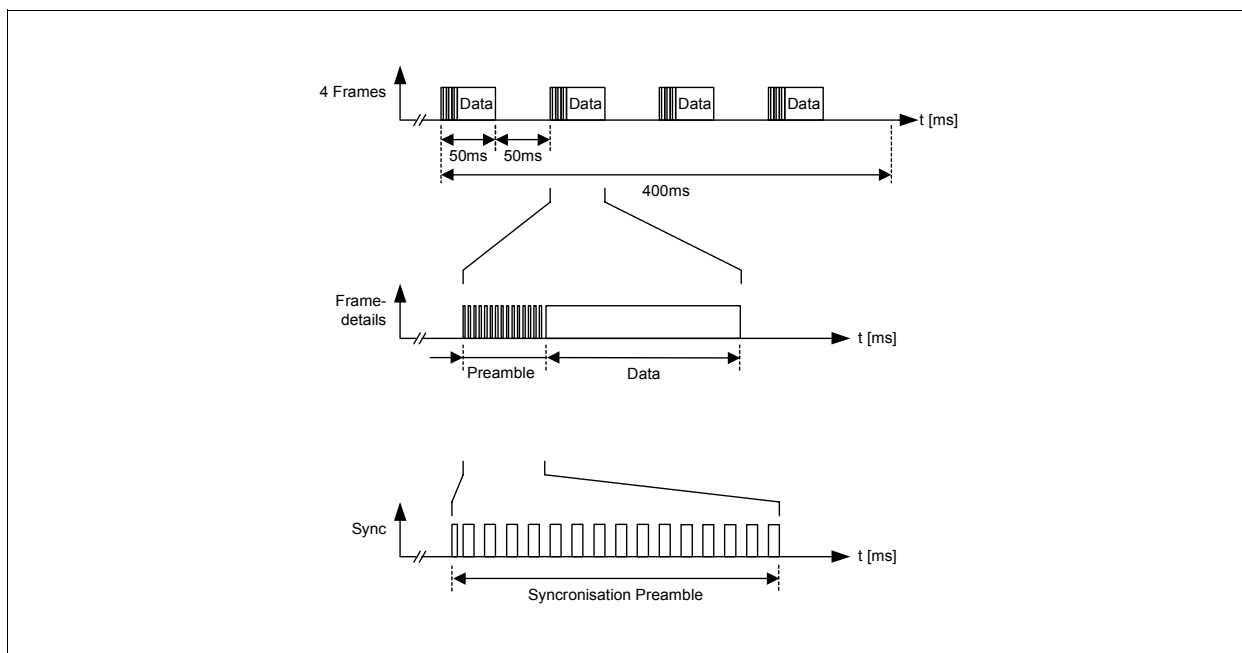 4 Frames
Data
Data
Data
Data
t [ms]
50ms
50ms
400ms
Frame-
details
t [ms]
Preamble
Data
Sync
t [ms]
Syncronisation Preamble